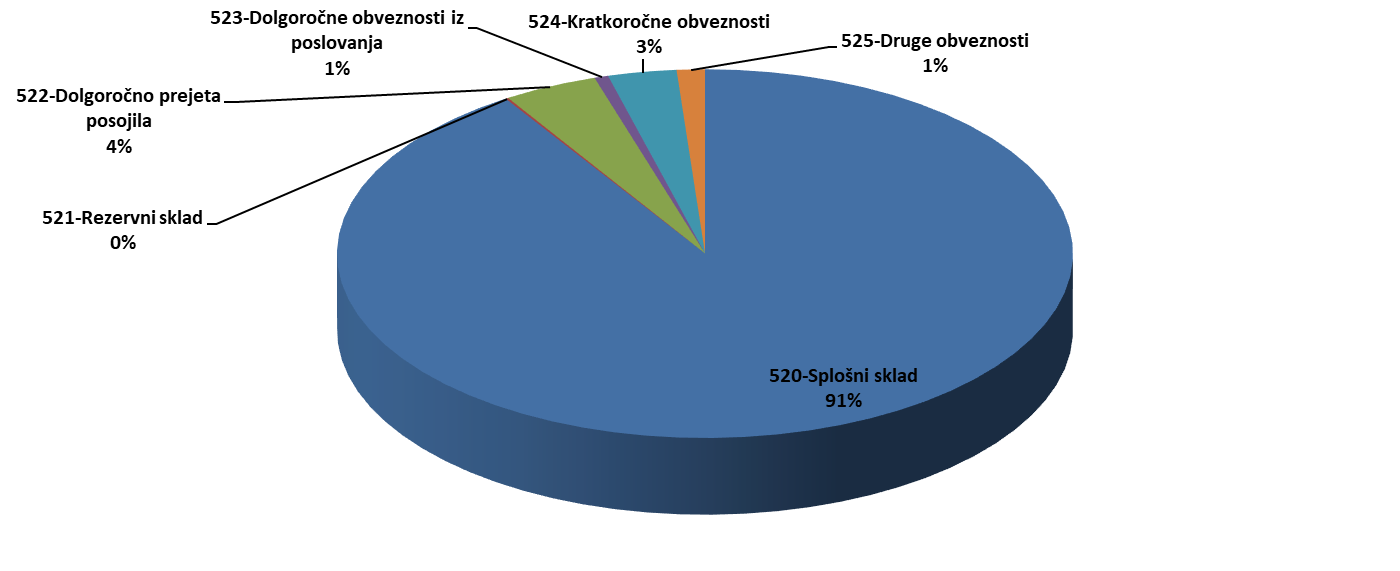 523-Dolgoročne obveznosti iz
poslovanja
1%
524-Kratkoročne obveznosti
3%
525-Druge obveznosti
1%
522-Dolgoročno prejeta
posojila
4%
521-Rezervni sklad
0%
520-Splošni sklad
91%